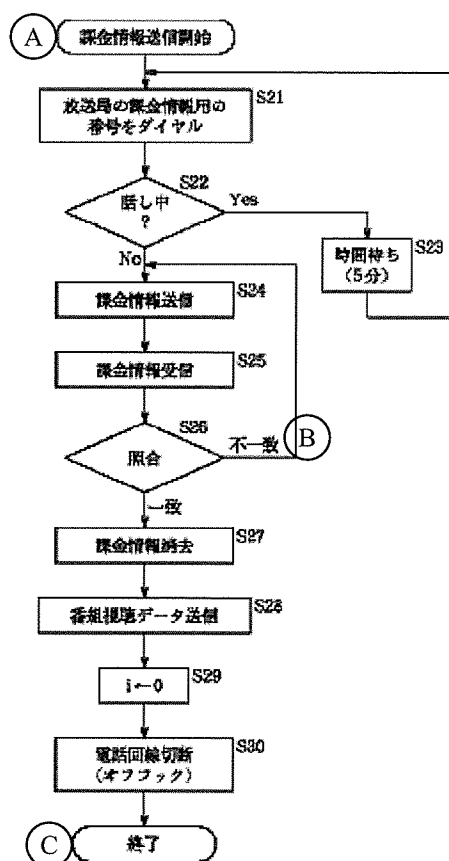 A
課金情報送信開始
S21
放送局の課金情報用の
番号をダイヤル
S22
話し中
?
Yes
No
S23
時間待ち
(5分)
S24
課金情報送信
S25
課金情報受信
S26
照合
不一致
B
一致
S27
課金情報消去
S28
番組視聴データ送信
S29
i←0
S30
電話回線切断
(オフフック)
C
終了